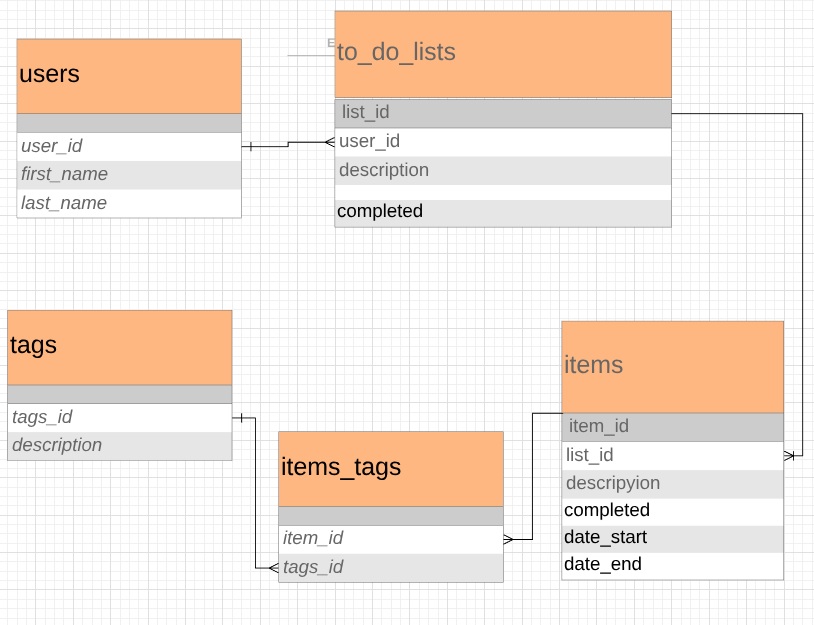 users
user_id
first_name
last_name
E
to_do_lists
list_id
user_id
description
completed
tags
tags_id
description
items_tags
item_id
tags_id
items
item_id
list_id
descripyion
completed
date_start
date_end